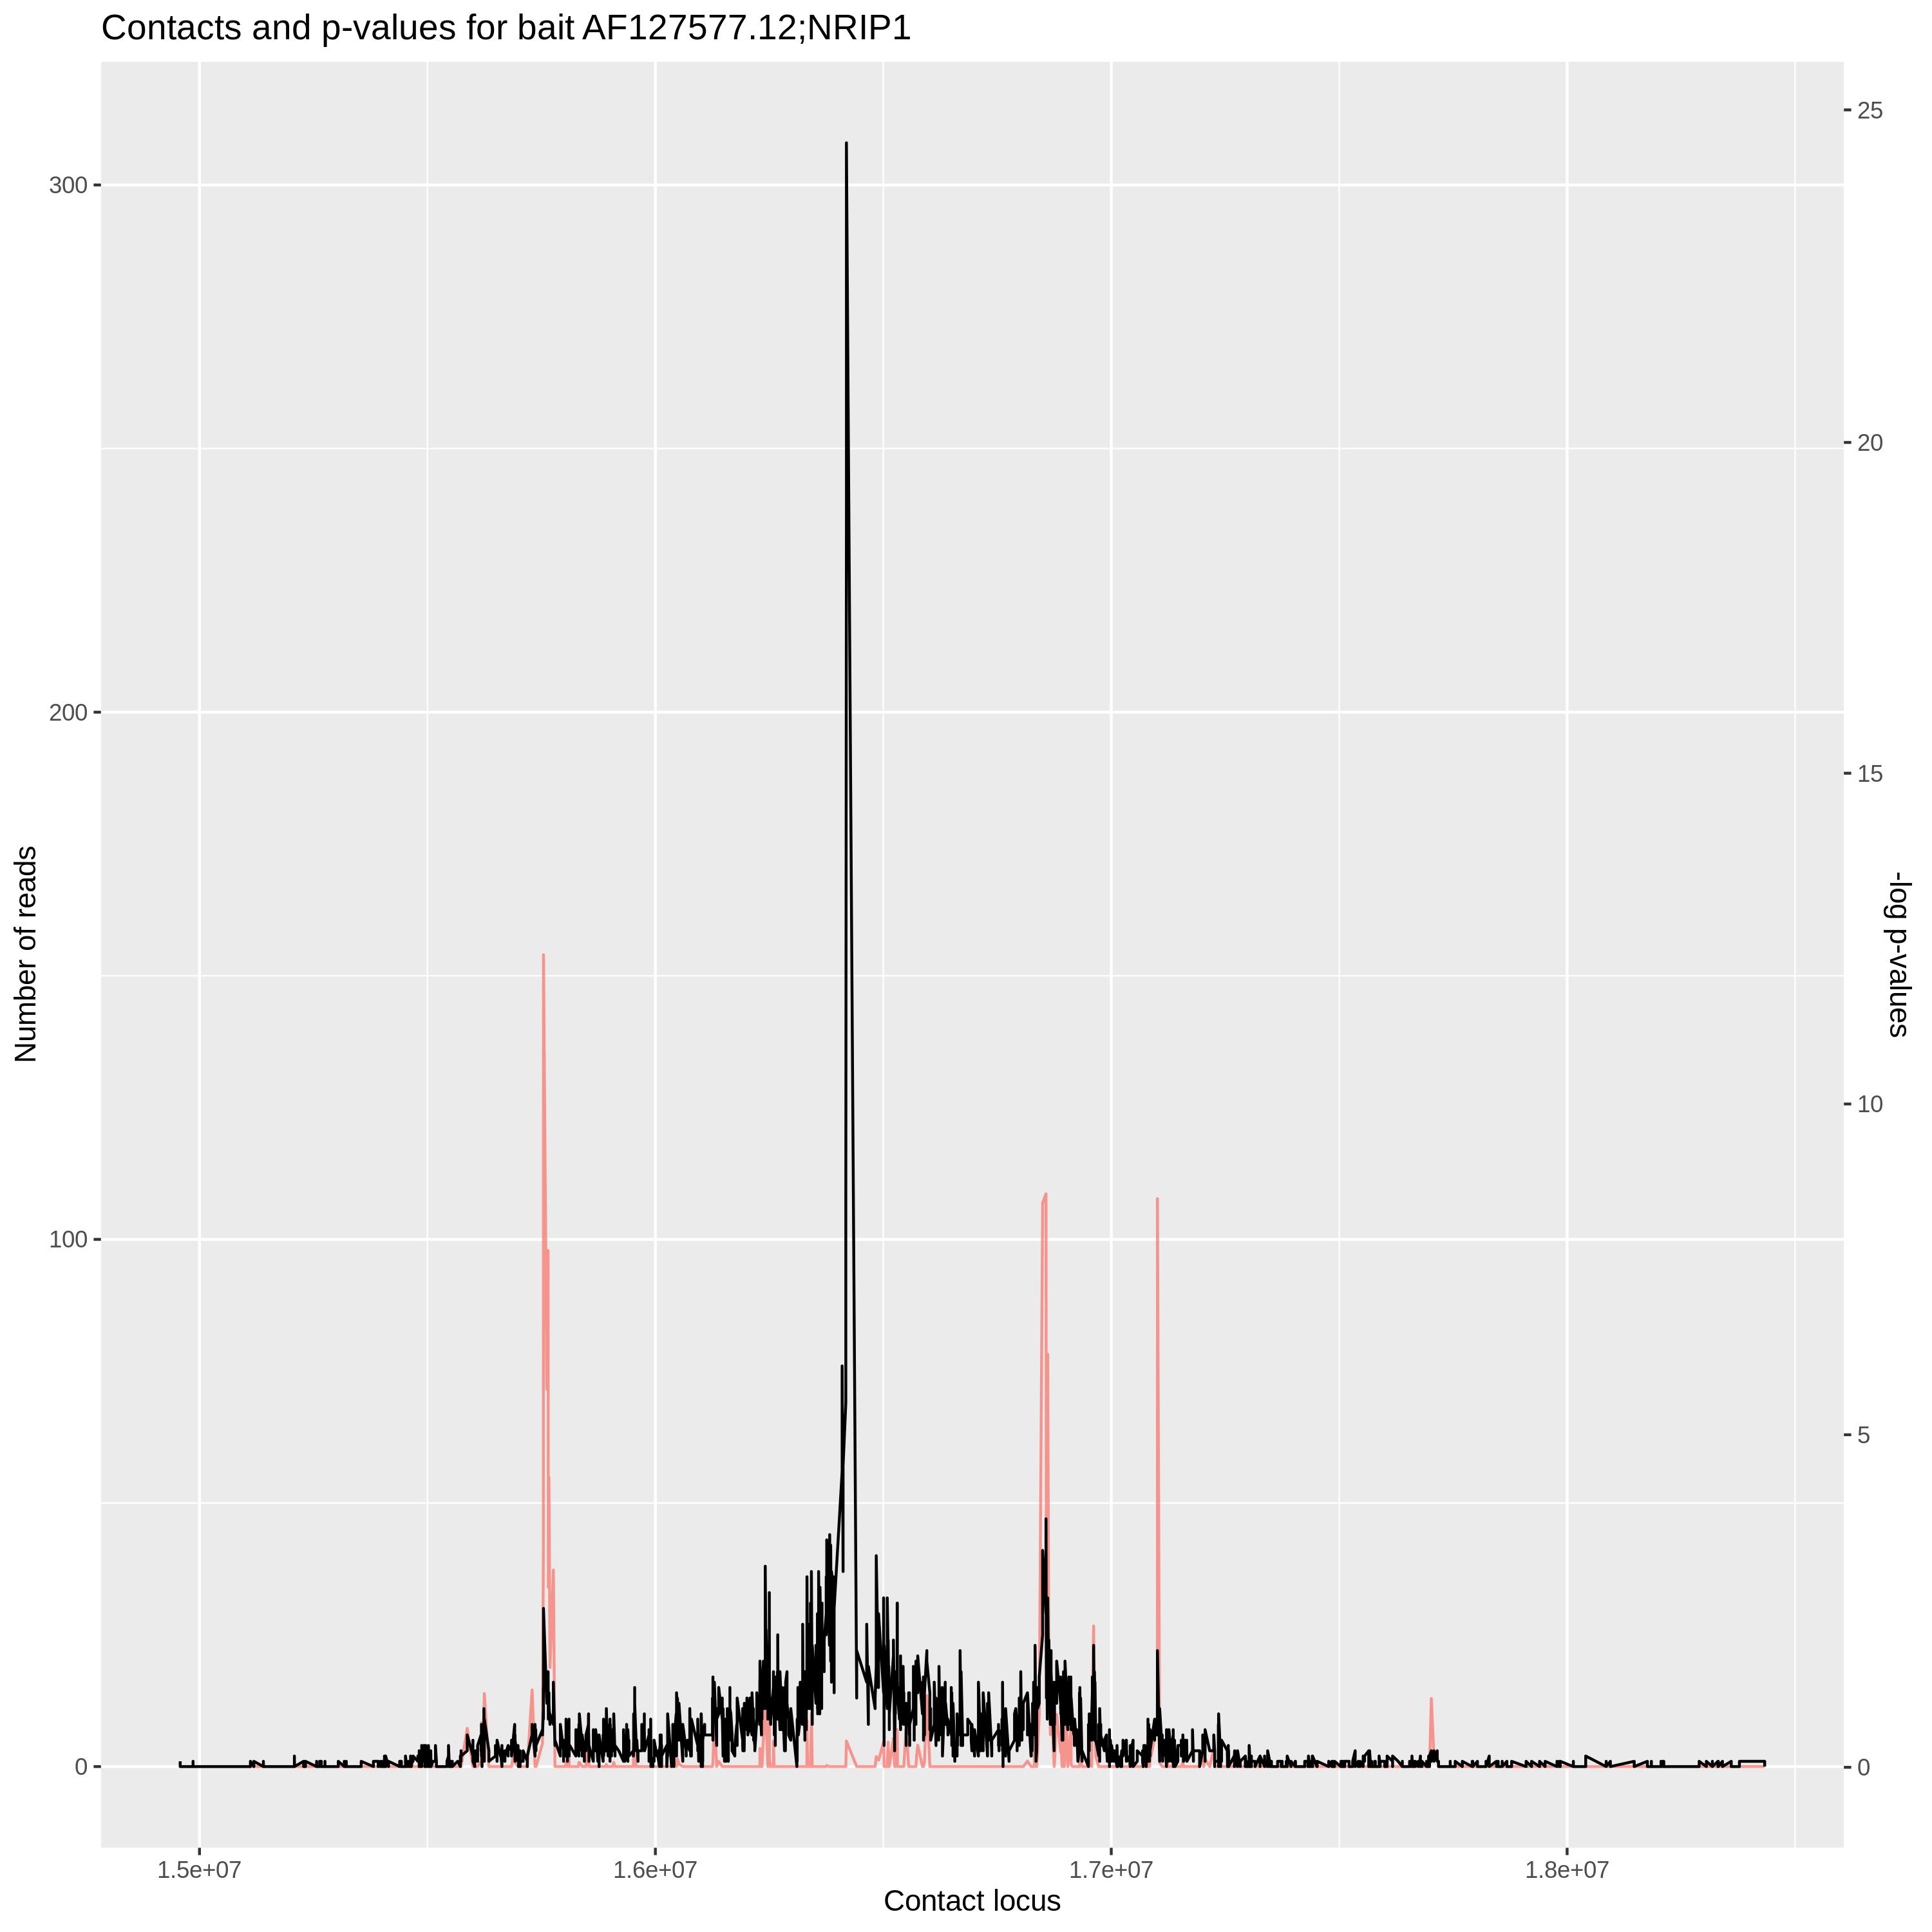 Contacts and p-values for bait AF127577.12;NRIP1
25
300
20
200
15
Number of reads
-log p-values
10
100
5
0
0
1.5e+07
1.6e+07
1.7e+07
1.8e+07
Contact locus